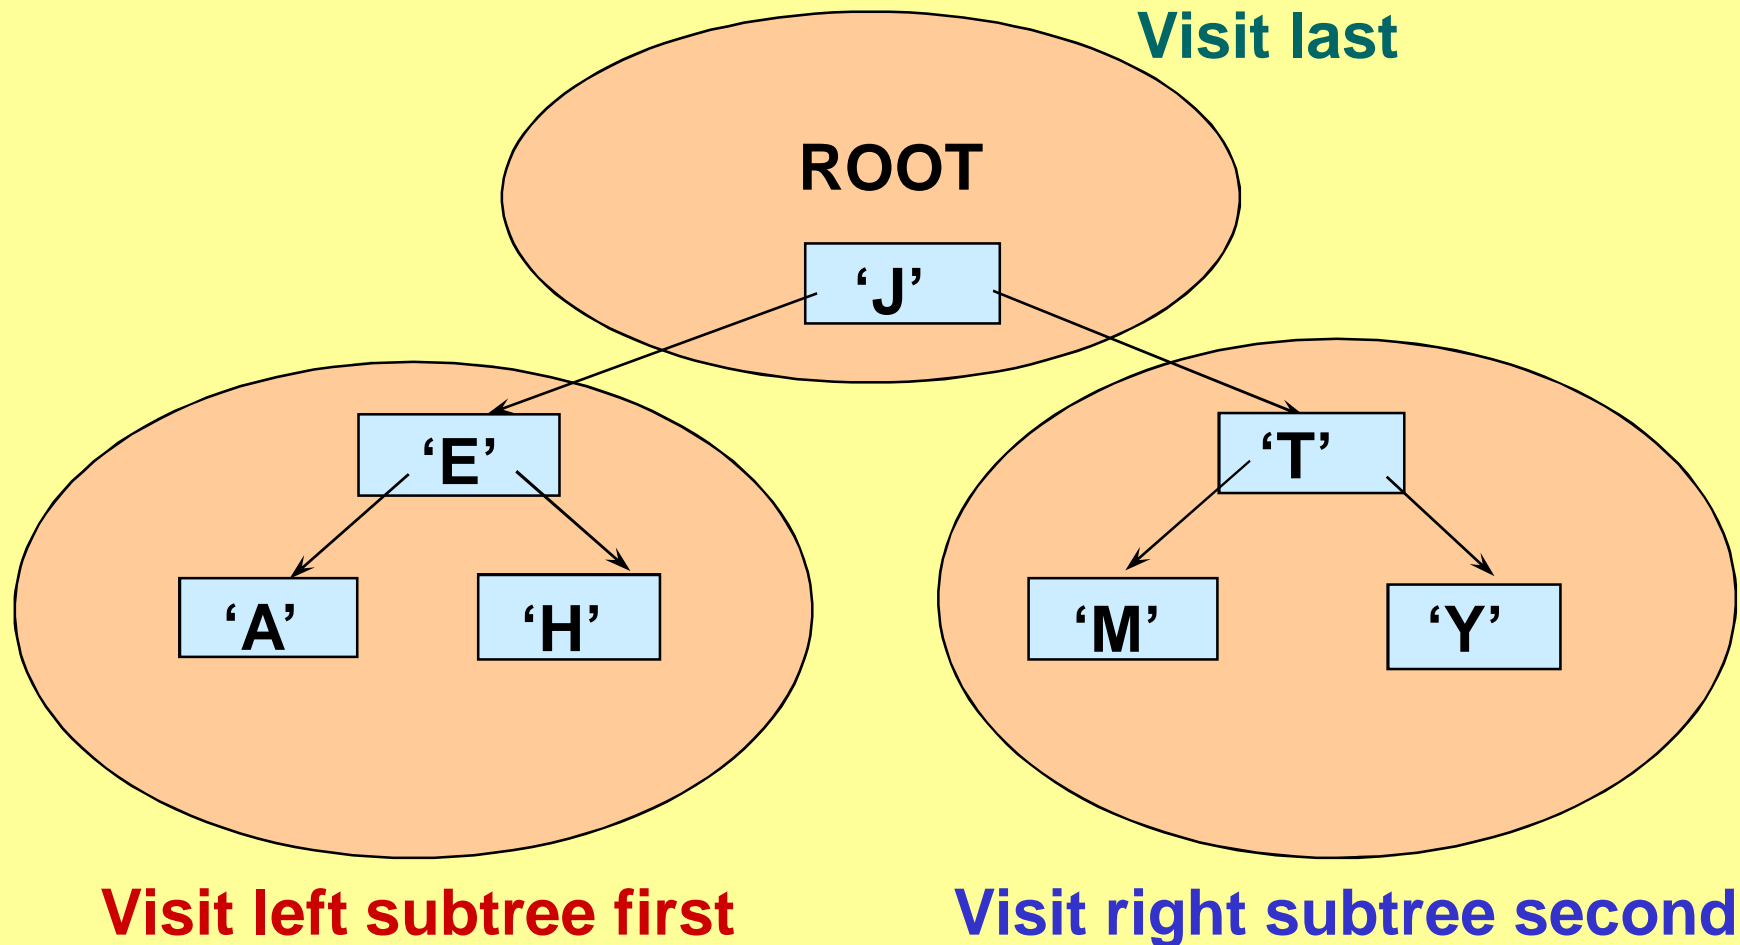 Visit last
ROOT
‘J’
‘E’
‘T’
‘A’
‘H’
‘M’
‘Y’
Visit left subtree first
Visit right subtree second